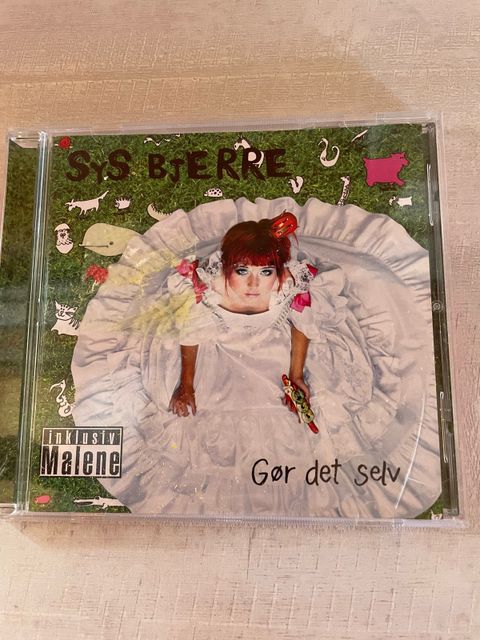 SyS BjERRE
inklusiv
Malene
Gør det selv